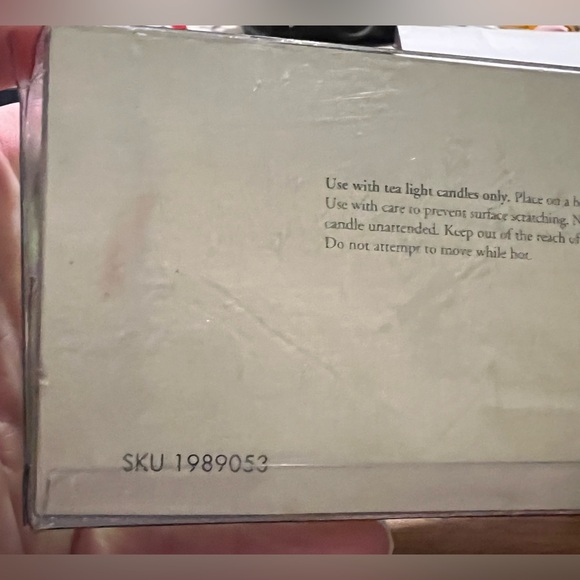 Use with tea light candles only. Place on a
Use with care to prevent surface scratching.
candle unattended. Keep out of the reach of
Do not attempt to move while hot.
SKU 1989053